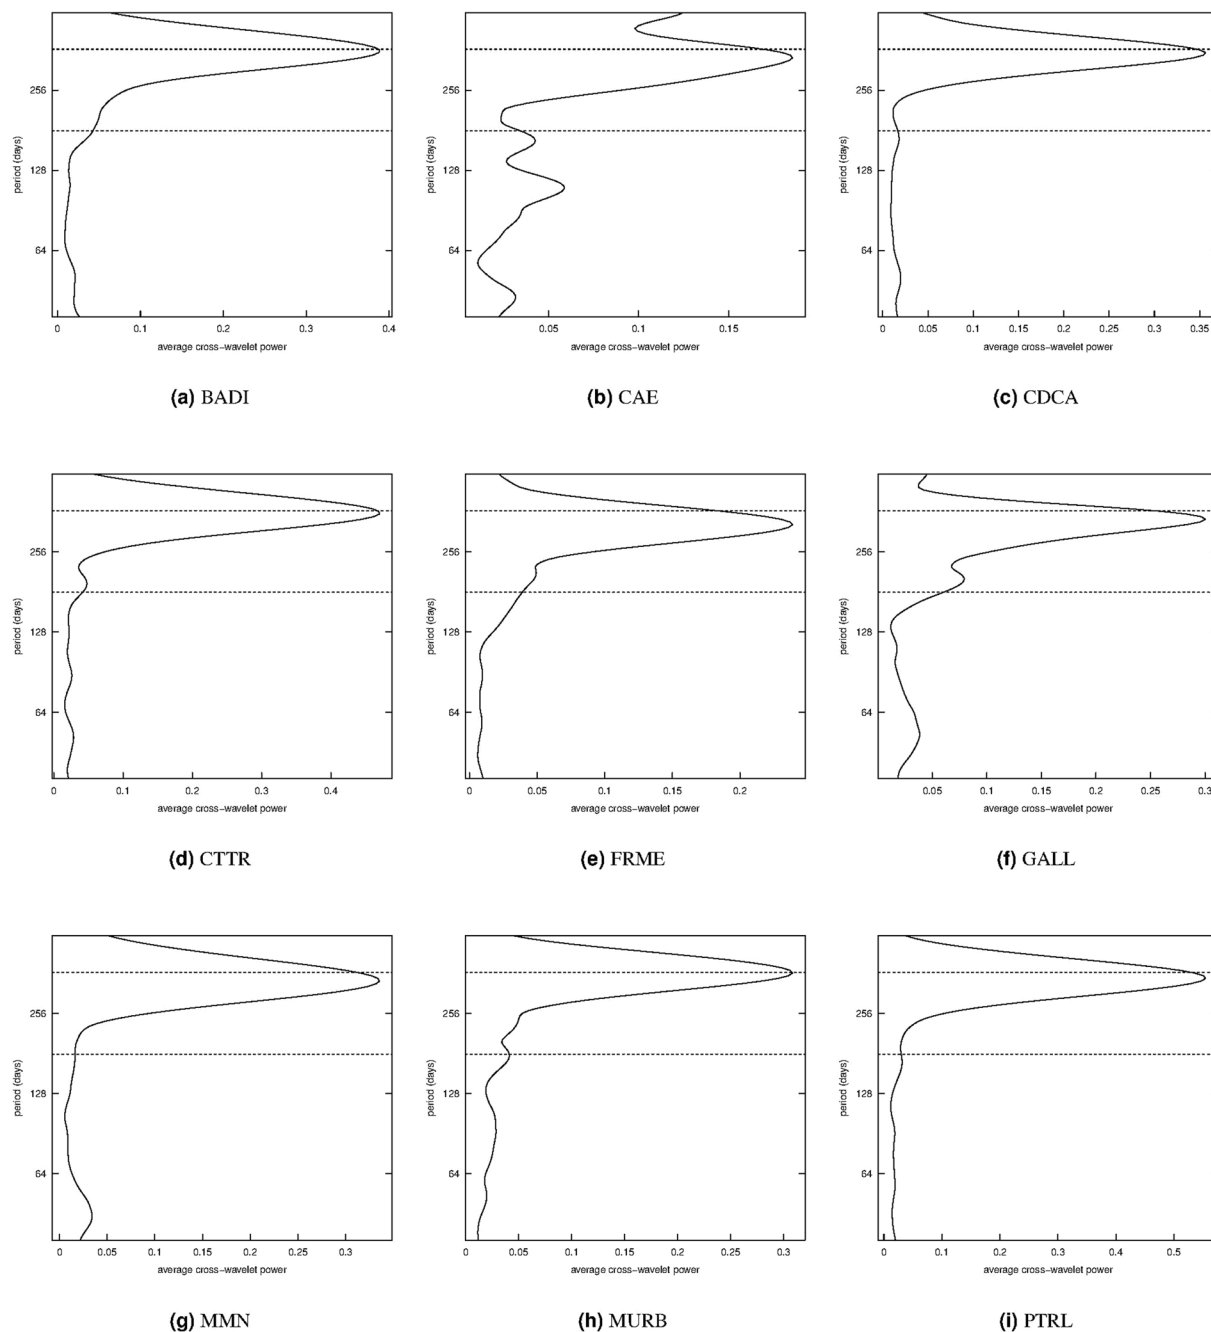 256
128
64
period (days)
0 0.1 0.2 0.3 0.4
average cross-wavelet power
(a) BADI
256
128
64
period (days)
0.05 0.1 0.15
average cross-wavelet power
(b) CAE
256
128
64
period (days)
0 0.05 0.1 0.15 0.2 0.25 0.3 0.35
average cross-wavelet power
(c) CDCA
256
128
64
period (days)
0 0.1 0.2 0.3 0.4
average cross-wavelet power
(d) CTTR
256
128
64
period (days)
0 0.05 0.1 0.15 0.2
average cross-wavelet power
(e) FRME
256
128
64
period (days)
0.05 0.1 0.15 0.2 0.25 0.3
average cross-wavelet power
(f) GALL
256
128
64
period (days)
0 0.05 0.1 0.15 0.2 0.25 0.3
average cross-wavelet power
(g) MMN
256
128
64
period (days)
0 0.05 0.1 0.15 0.2 0.25 0.3
average cross-wavelet power
(h) MURB
256
128
64
period (days)
0 0.1 0.2 0.3 0.4 0.5
average cross-wavelet power
(i) PTRL